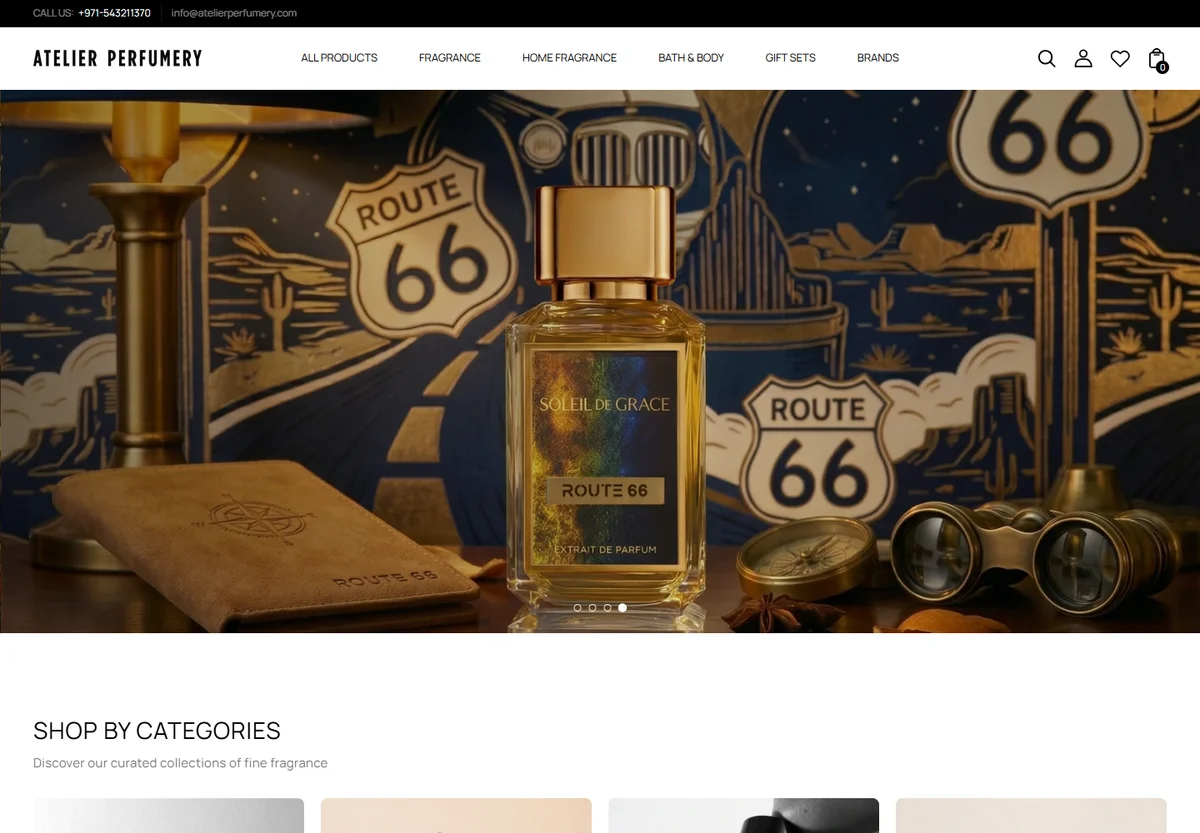 CALL US: +971-543211370 info@atelierperfumery.com
ATELIER PERFUMERY
ALL PRODUCTS FRAGRANCE HOME FRAGRANCE BATH & BODY GIFT SETS BRANDS
0
66
ROUTE
66
SOLEIL DE GRACE
ROUTE 66
EXTRAIT DE PARFUM
ROUTE
66
ROUTE 66
SHOP BY CATEGORIES
Discover our curated collections of fine fragrance